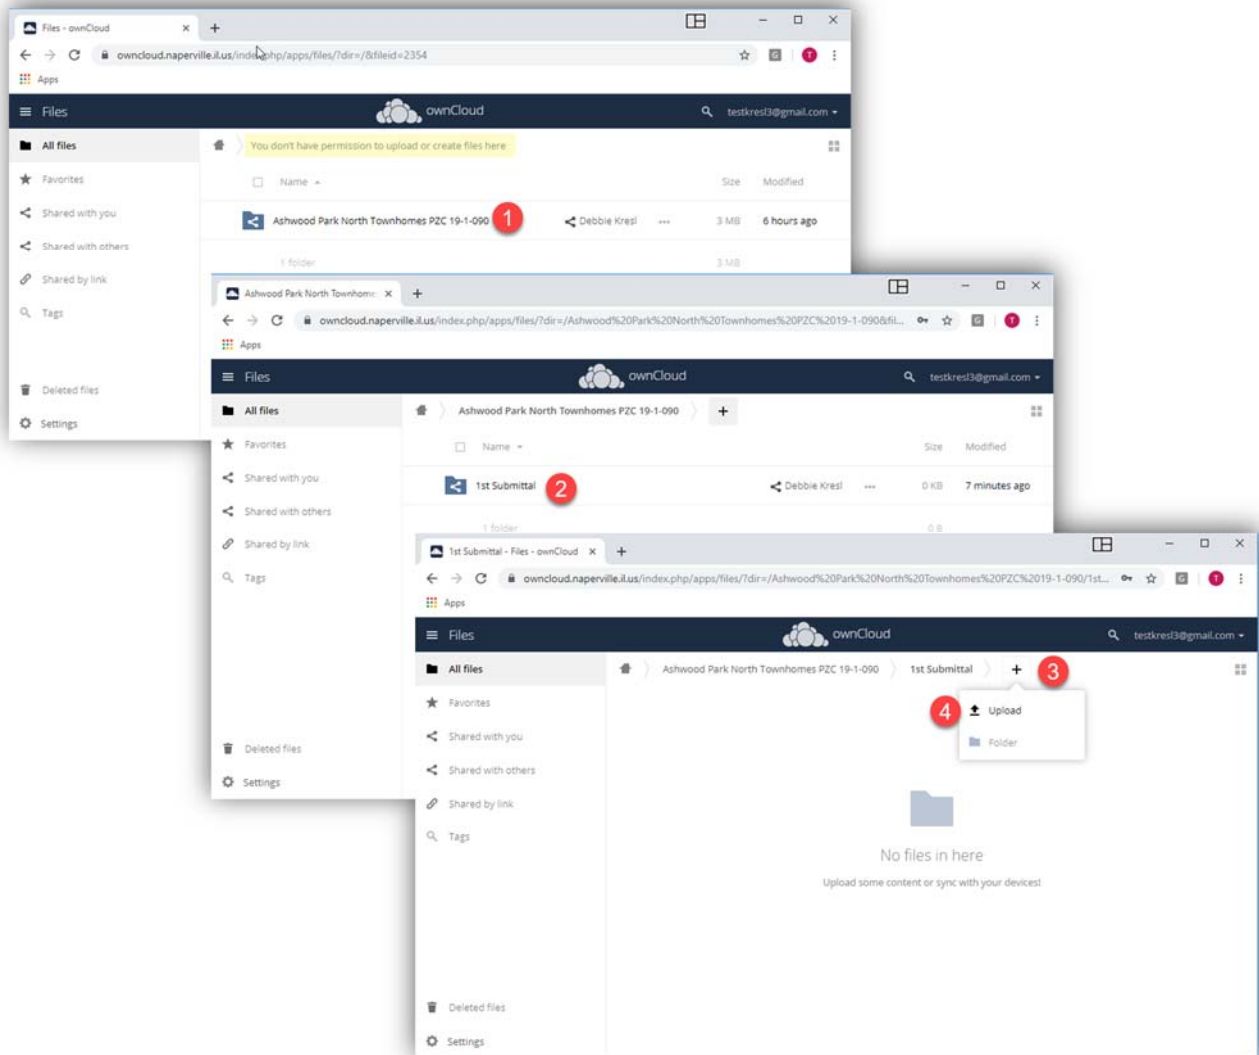 Files - ownCloud
owncloud.naperville.il.us/index.php/apps/files/?dir=/&fileid=2354
G
T
Apps
Files
ownCloud
testkresl3@gmail.com
All files
You don't have permission to upload or create files here
Favorites
Name
Size
Modified
Shared with you
Ashwood Park North Townhomes PZC 19-1-090
1
Debbie Kresl
...
3 MB
6 hours ago
Shared with others
1 folder
3 MB
Shared by link
Tags
Deleted files
Settings
Ashwood Park North Townhome
owncloud.naperville.il.us/index.php/apps/files/?dir=/Ashwood%20Park%20North%20Townhomes%20PZC%2019-1-090&fil...
G
T
Apps
Files
ownCloud
testkresl3@gmail.com
All files
Ashwood Park North Townhomes PZC 19-1-090
+
Favorites
Name
Size
Modified
Shared with you
1st Submittal
2
Debbie Kresl
...
0 KB
7 minutes ago
Shared with others
1 folder
0 B
Shared by link
Tags
Deleted files
Settings
1st Submittal - Files - ownCloud
owncloud.naperville.il.us/index.php/apps/files/?dir=/Ashwood%20Park%20North%20Townhomes%20PZC%2019-1-090/1st...
G
T
Apps
Files
ownCloud
testkresl3@gmail.com
All files
Ashwood Park North Townhomes PZC 19-1-090
1st Submittal
+
3
Favorites
4
Upload
Shared with you
Folder
Shared with others
Shared by link
Tags
No files in here
Upload some content or sync with your devices!
Deleted files
Settings